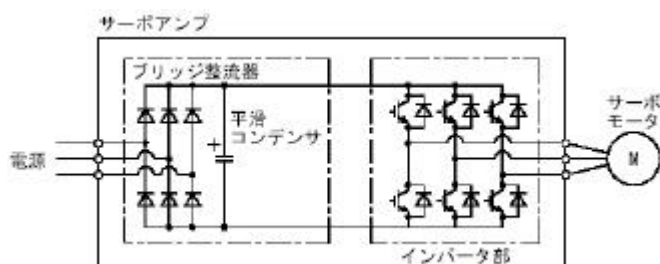 サーボアンプ
ブリッジ整流器
平滑
コンデンサ
+
電源
サーボ
モータ
M
インバータ部